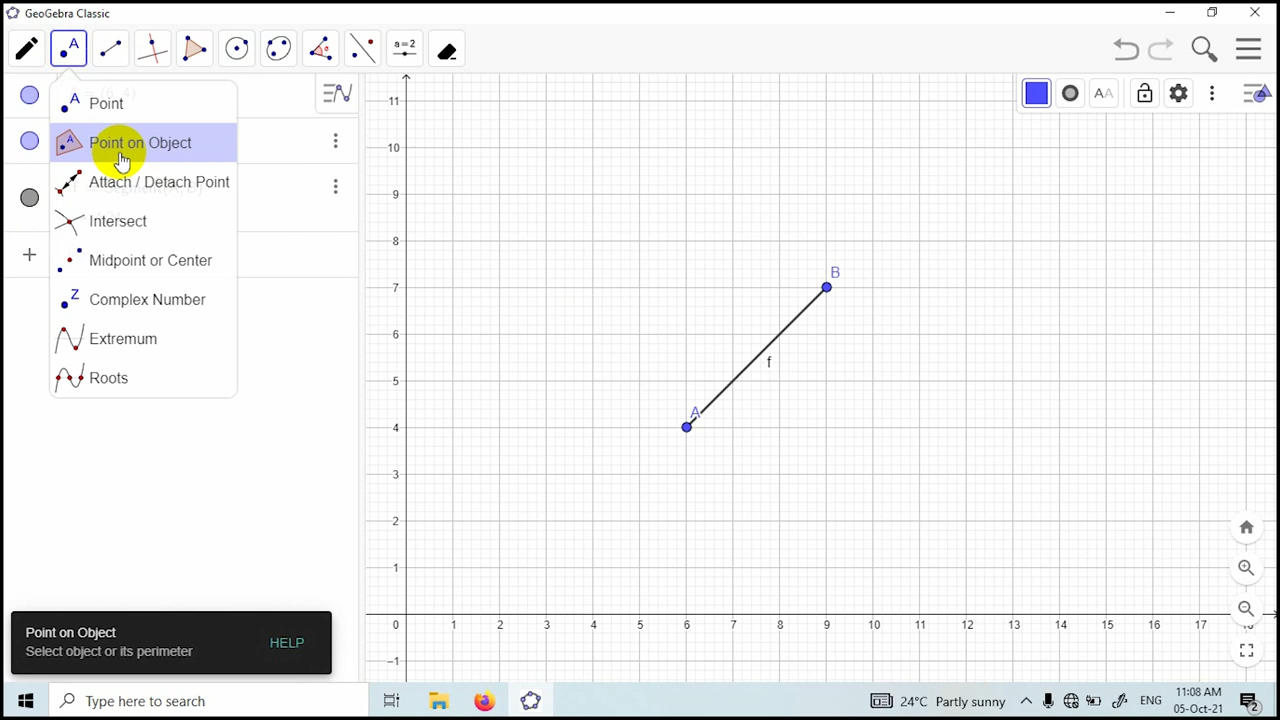 GeoGebra Classic
A
a=2
AA
A Point
A Point on Object
Attach / Detach Point
Intersect
Midpoint or Center
Z Complex Number
Extremum
Roots
11
10
9
8
7
6
5
4
3
2
1
0
-1
1 2 3 4 5 6 7 8 9 10 11 12 13 14 15 16 17
B
f
A
Point on Object
Select object or its perimeter
HELP
Type here to search
24°C Partly sunny
ENG
11:08 AM
05-Oct-21
2